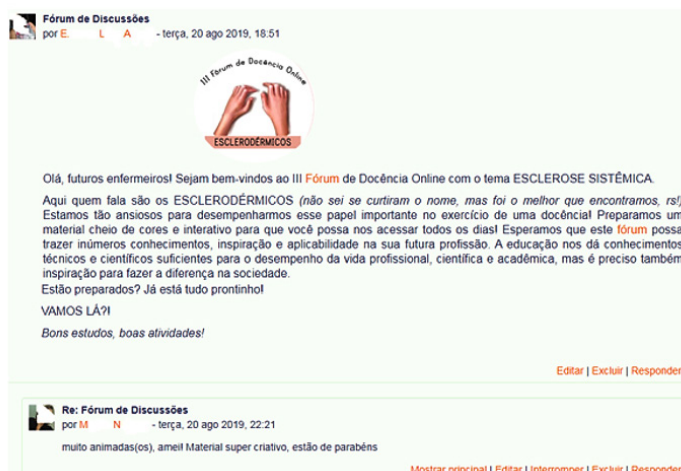 Fórum de Discussões
por E. L A - terça, 20 ago 2019, 18:51
III Fórum de Docência Online
ESCLERODÉRMICOS
Olá, futuros enfermeiros! Sejam bem-vindos ao III Fórum de Docência Online com o tema ESCLEROSE SISTÊMICA.
Aqui quem fala são os ESCLERODÉRMICOS (não sei se curtiram o nome, mas foi o melhor que encontramos, rs!)
Estamos tão ansiosos para desempenharmos esse papel importante no exercício de uma docência! Preparamos um
material cheio de cores e interativo para que você possa nos acessar todos os dias! Esperamos que este fórum possa
trazer inúmeros conhecimentos, inspiração e aplicabilidade na sua futura profissão. A educação nos dá conhecimentos
técnicos e científicos suficientes para o desempenho da vida profissional, científica e acadêmica, mas é preciso também
inspiração para fazer a diferença na sociedade.
Estão preparados? Já está tudo prontinho!
VAMOS LÁ?!
Bons estudos, boas atividades!
Editar | Excluir | Responder
Re: Fórum de Discussões
por M N - terça, 20 ago 2019, 22:21
muito animadas(os), amei! Material super criativo, estão de parabéns
Mostrar principal | Editar | Interromper | Excluir | Responder